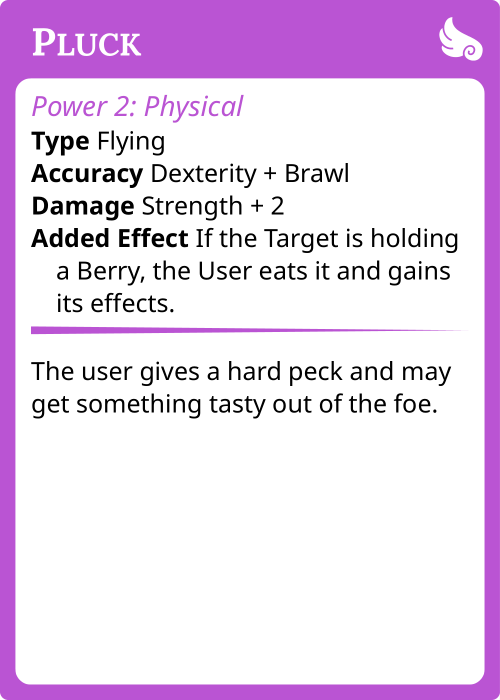 Pluck
Power 2: Physical
Type Flying
Accuracy Dexterity + Brawl
Damage Strength + 2
Added Effect If the Target is holding
a Berry, the User eats it and gains
its effects.
The user gives a hard peck and may
get something tasty out of the foe.